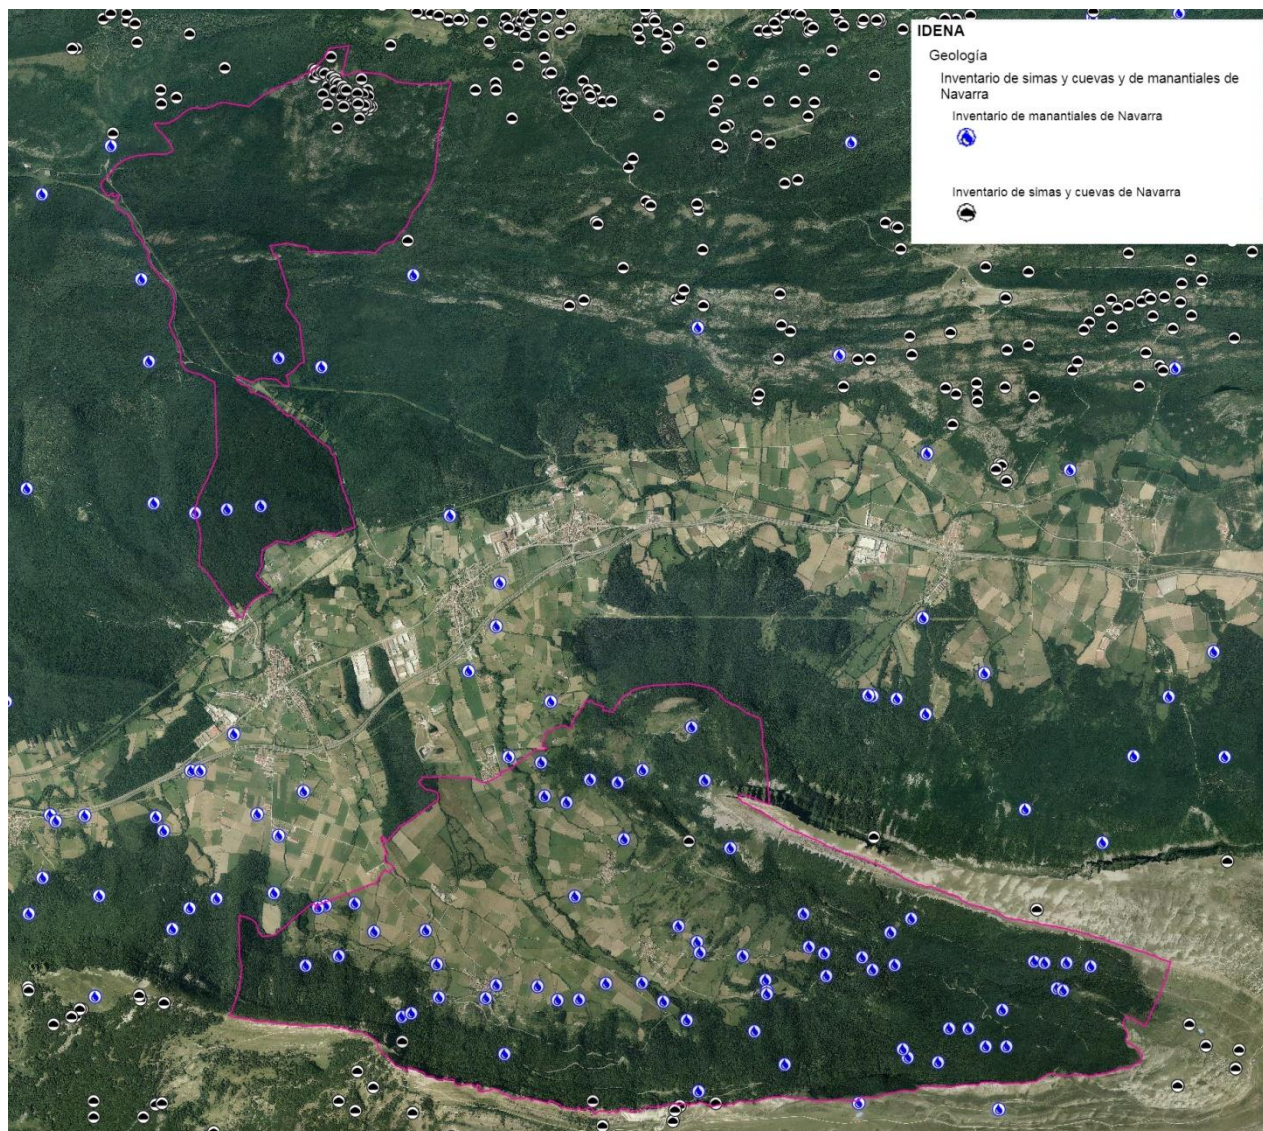 IDENA
Geología
Inventario de simas y cuevas y de manantiales de
Navarra
Inventario de manantiales de Navarra
Inventario de simas y cuevas de Navarra